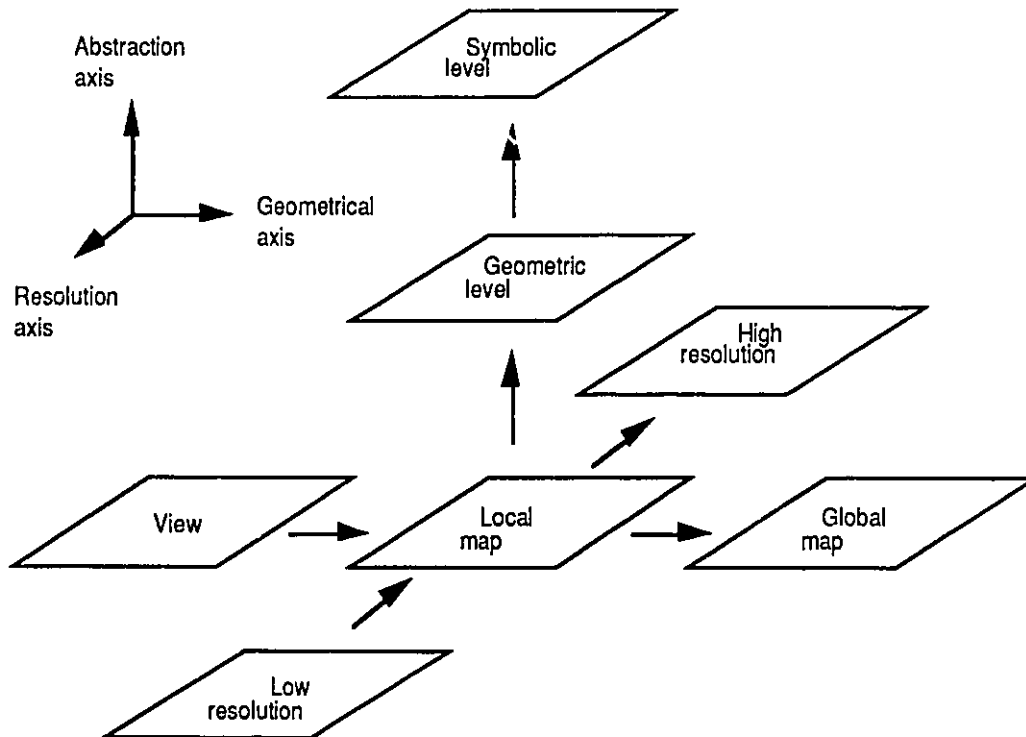 Symbolic
level
Abstraction
axis
Geometrical
axis
Resolution
axis
Geometric
level
High
resolution
View
Local
map
Global
map
Low
resolution